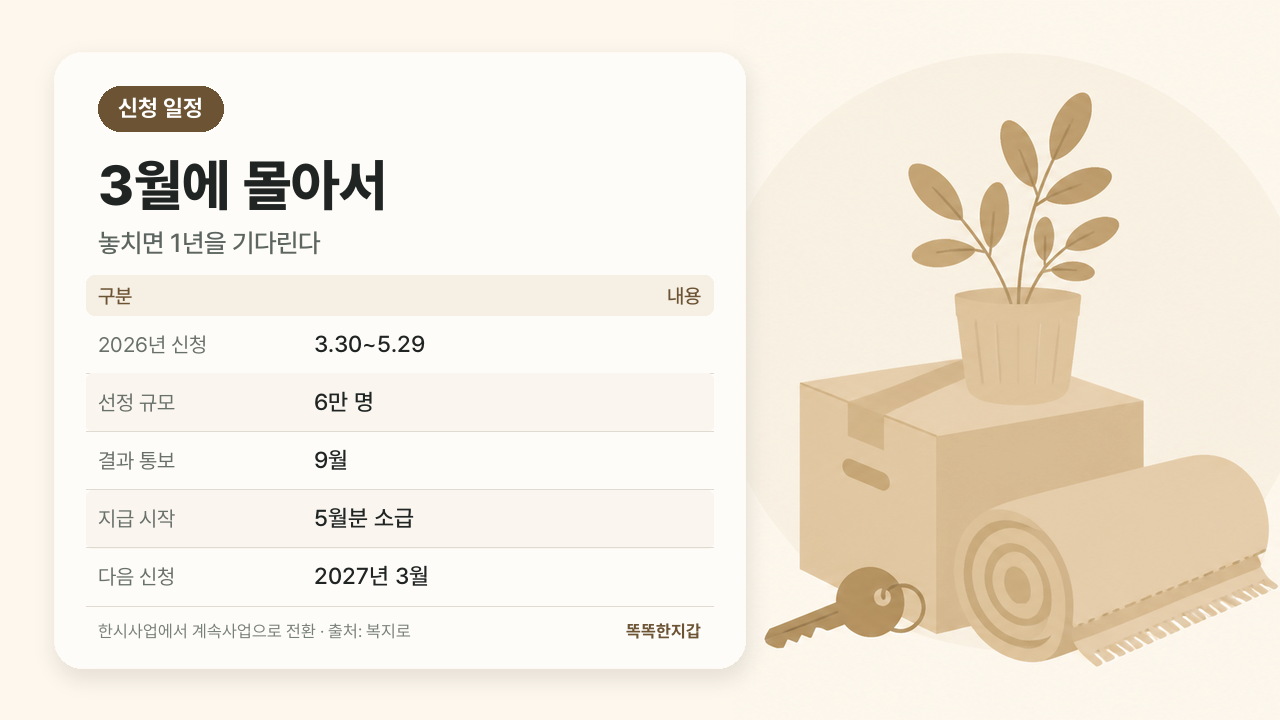 신청 일정
3월에 몰아서
놓치면 1년을 기다린다
구분 내용
2026년 신청 3.30~5.29
선정 규모 6만 명
결과 통보 9월
지급 시작 5월분 소급
다음 신청 2027년 3월
한시사업에서 계속사업으로 전환 · 출처: 복지로 똑똑한지갑